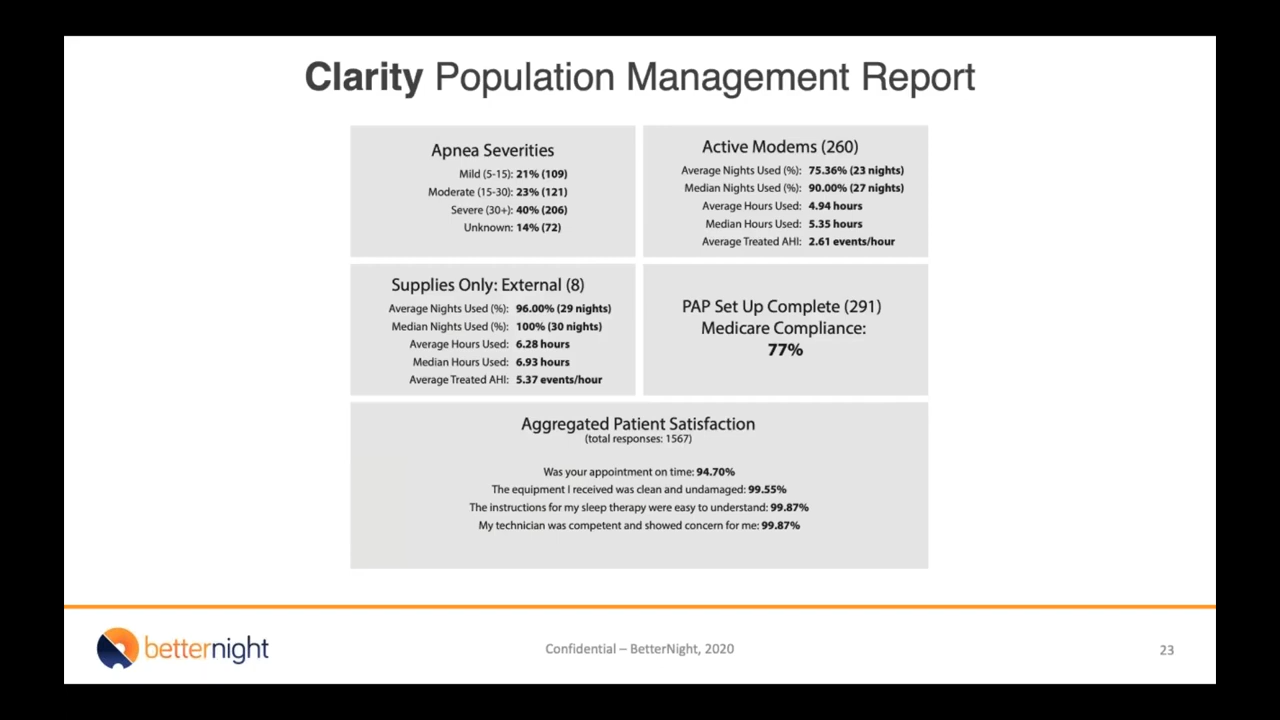 Clarity Population Management Report
Apnea Severities
Mild (5-15): 21% (109)
Moderate (15-30): 23% (121)
Severe (30+): 40% (206)
Unknown: 14% (72)
Active Modems (260)
Average Nights Used (%): 75.36% (23 nights)
Median Nights Used (%): 90.00% (27 nights)
Average Hours Used: 4.94 hours
Median Hours Used: 5.35 hours
Average Treated AHI: 2.61 events/hour
Supplies Only: External (8)
Average Nights Used (%): 96.00% (29 nights)
Median Nights Used (%): 100% (30 nights)
Average Hours Used: 6.28 hours
Median Hours Used: 6.93 hours
Average Treated AHI: 5.37 events/hour
PAP Set Up Complete (291)
Medicare Compliance:
77%
Aggregated Patient Satisfaction
(total responses: 1567)
Was your appointment on time: 94.70%
The equipment I received was clean and undamaged: 99.55%
The instructions for my sleep therapy were easy to understand: 99.87%
My technician was competent and showed concern for me: 99.87%
betternight
Confidential – BetterNight, 2020
23